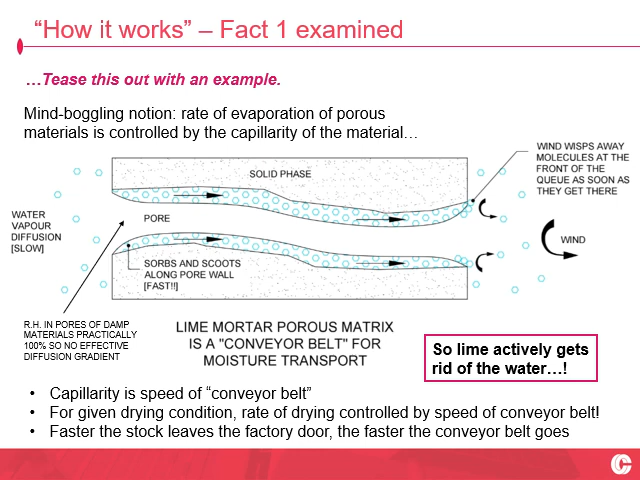 “How it works” – Fact 1 examined
…Tease this out with an example.
Mind-boggling notion: rate of evaporation of porous
materials is controlled by the capillarity of the material…
WIND WISPS AWAY
MOLECULES AT THE
FRONT OF THE
QUEUE AS SOON AS
THEY GET THERE
SOLID PHASE
WATER
VAPOUR
DIFFUSION
[SLOW]
PORE
WIND
SORBS AND SCOOTS
ALONG PORE WALL
[FAST!!]
R.H. IN PORES OF DAMP
MATERIALS PRACTICALLY
100% SO NO EFFECTIVE
DIFFUSION GRADIENT
LIME MORTAR POROUS MATRIX
IS A "CONVEYOR BELT" FOR
MOISTURE TRANSPORT
So lime actively gets
rid of the water…!
• Capillarity is speed of “conveyor belt”
• For given drying condition, rate of drying controlled by speed of conveyor belt!
• Faster the stock leaves the factory door, the faster the conveyor belt goes